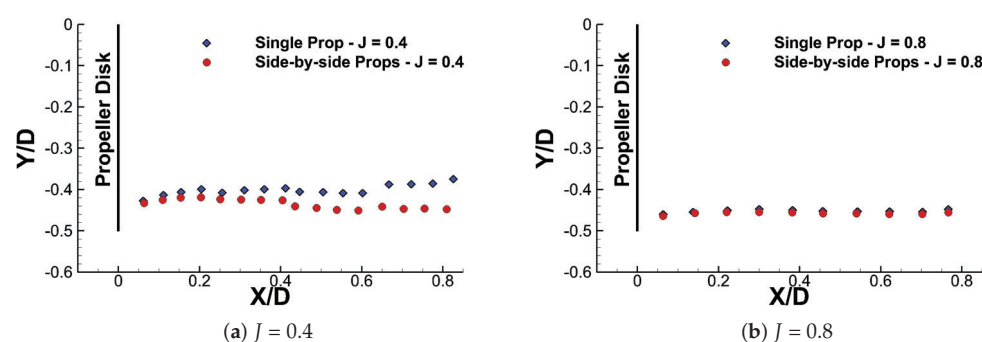 0
-0.1
-0.2
-0.3
-0.4
-0.5
-0.6
Y/D
Propeller Disk
Single Prop - J = 0.4
Side-by-side Props - J = 0.4
0 0.2 0.4 0.6 0.8
X/D
(a) J = 0.4
0
-0.1
-0.2
-0.3
-0.4
-0.5
-0.6
Y/D
Propeller Disk
Single Prop - J = 0.8
Side-by-side Props - J = 0.8
0 0.2 0.4 0.6 0.8
X/D
(b) J = 0.8